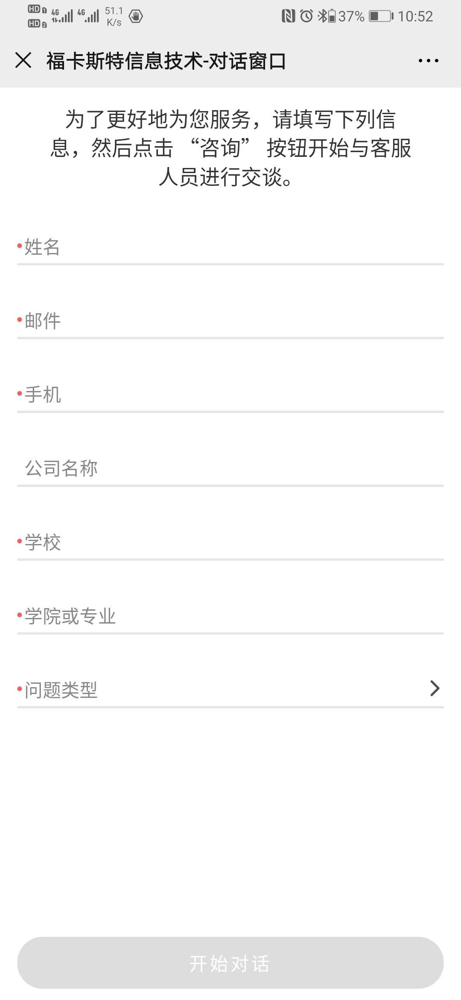 HD 1 4G 4G 51.1 37% 10:52
HD 2 K/s
福卡斯特信息技术-对话窗口
为了更好地为您服务，请填写下列信
息，然后点击 “咨询” 按钮开始与客服
人员进行交谈。
姓名
邮件
手机
公司名称
学校
学院或专业
问题类型
开始对话